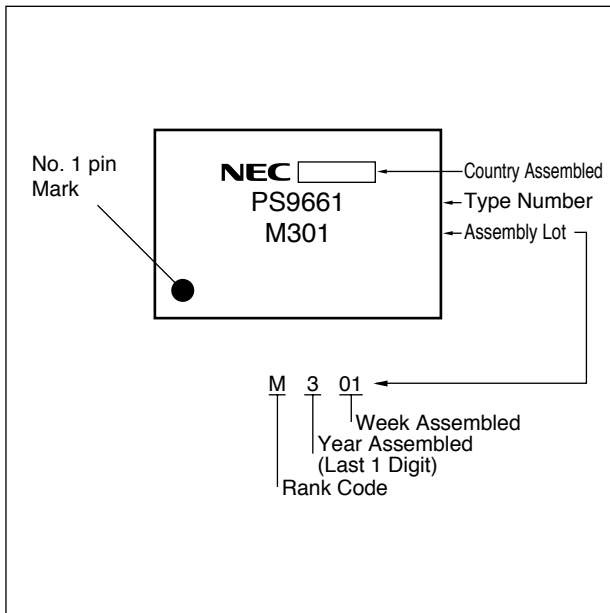 No. 1 pin
Mark
NEC
Country Assembled
PS9661
Type Number
M301
Assembly Lot
M 3 01
Week Assembled
Year Assembled
(Last 1 Digit)
Rank Code